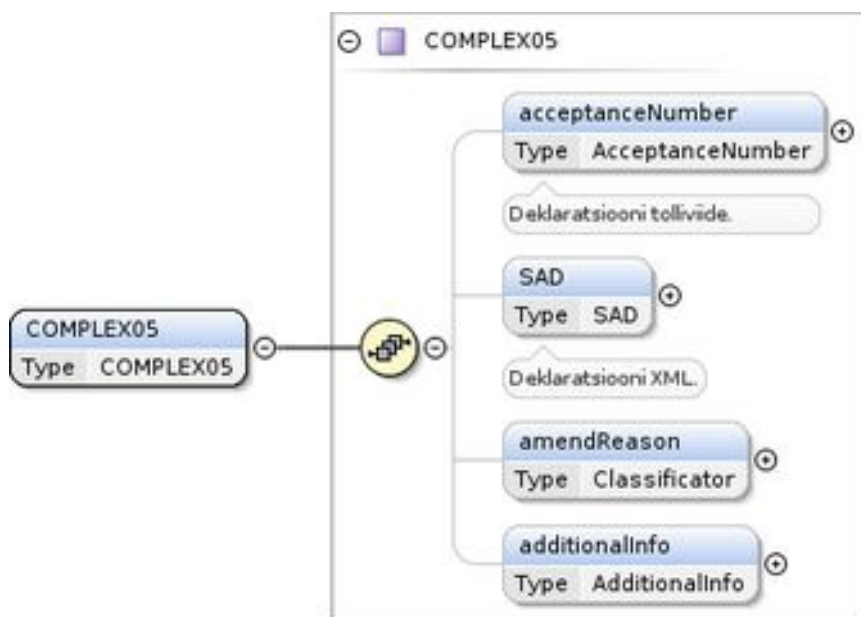 COMPLEX05
acceptanceNumber
Type AcceptanceNumber
Deklaratsiooni tolliviide.
SAD
Type SAD
Deklaratsiooni XML.
COMPLEX05
Type COMPLEX05
amendReason
Type Classificator
additionalInfo
Type AdditionalInfo